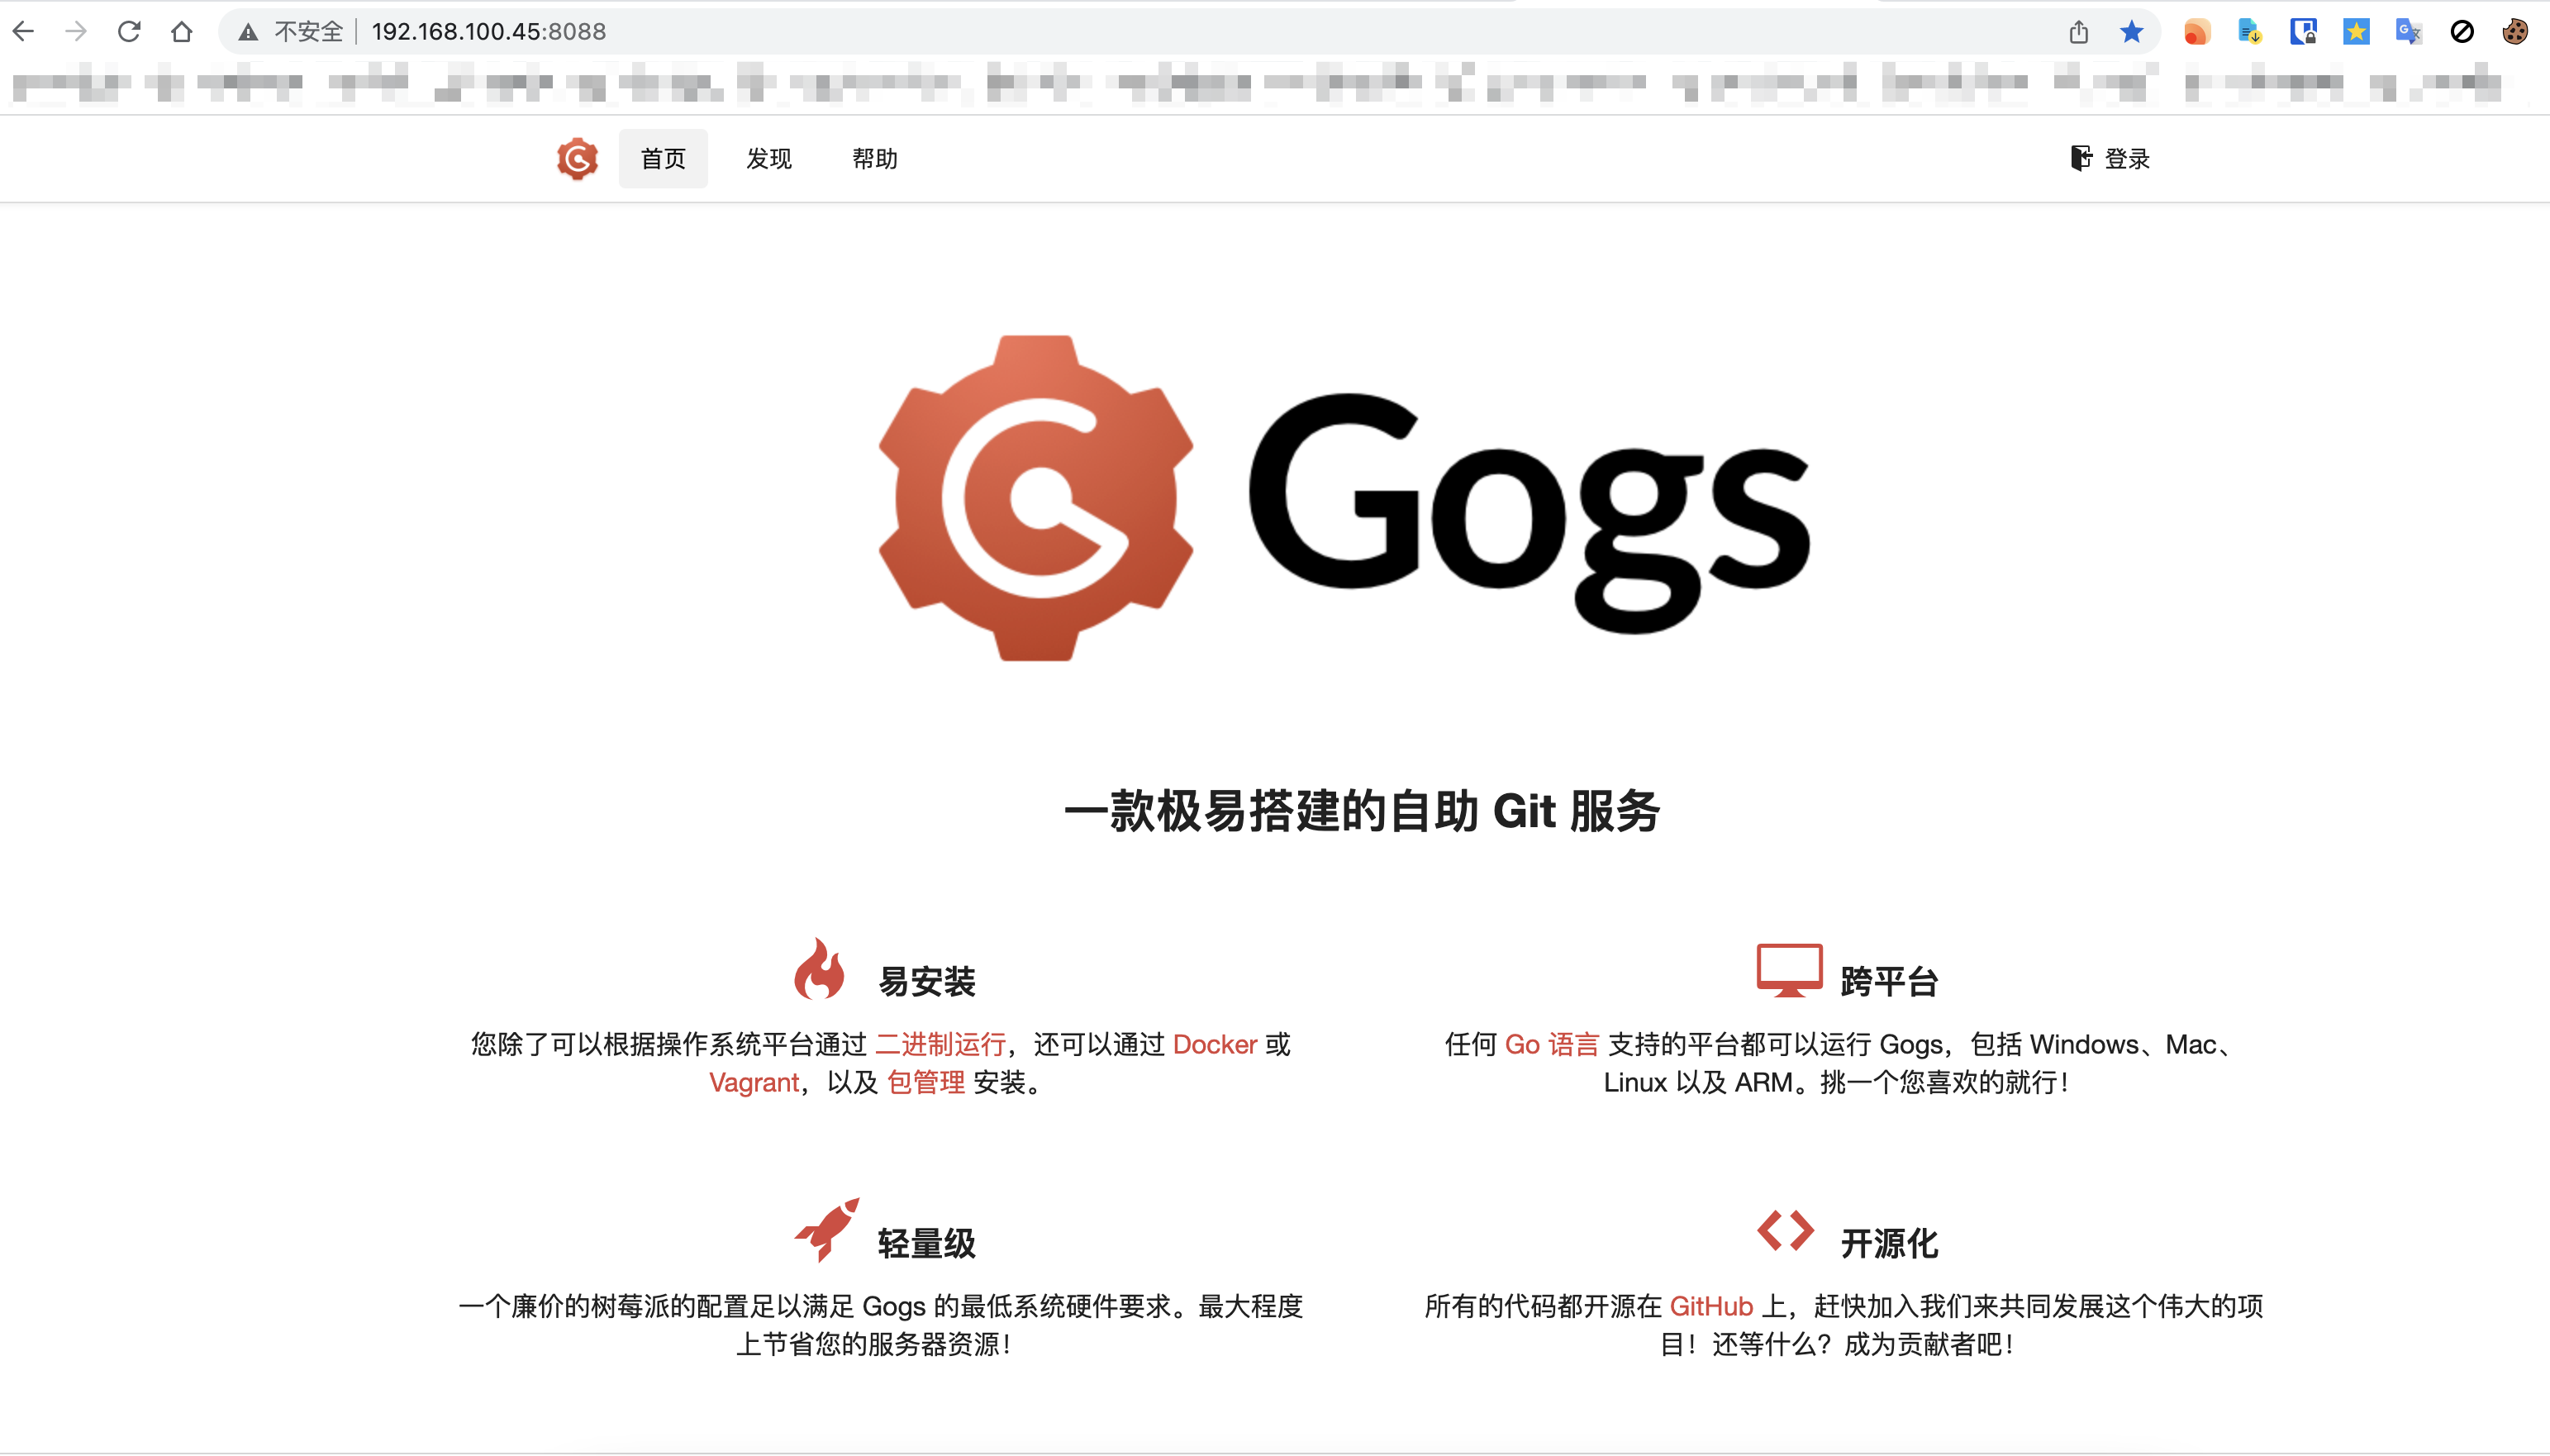 不安全 192.168.100.45:8088
首页 发现 帮助 登录
Gogs
一款极易搭建的自助 Git 服务
易安装
您除了可以根据操作系统平台通过 二进制运行，还可以通过 Docker 或
Vagrant，以及 包管理 安装。
跨平台
任何 Go 语言 支持的平台都可以运行 Gogs，包括 Windows、Mac、
Linux 以及 ARM。挑一个您喜欢的就行！
轻量级
一个廉价的树莓派的配置足以满足 Gogs 的最低系统硬件要求。最大程度
上节省您的服务器资源！
开源化
所有的代码都开源在 GitHub 上，赶快加入我们来共同发展这个伟大的项
目！还等什么？成为贡献者吧！